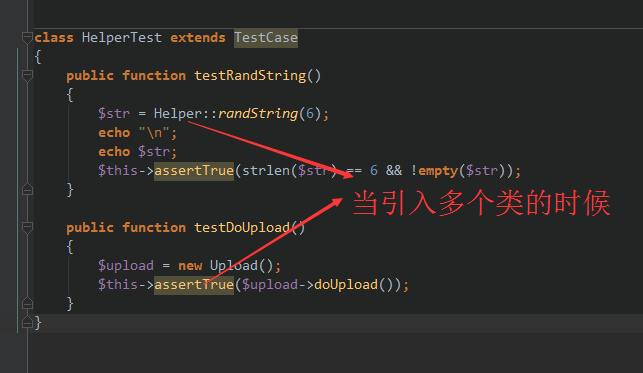 class HelperTest extends TestCase
{
public function testRandString()
{
$str = Helper::randString(6);
echo "\n";
echo $str;
$this->assertTrue(strlen($str) == 6 && !empty($str));
}
当引入多个类的时候
public function testDoUpload()
{
$upload = new Upload();
$this->assertTrue($upload->doUpload());
}
}